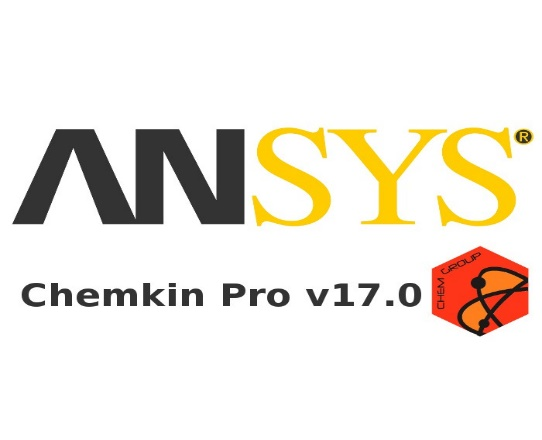 ANSYS®
Chemkin Pro v17.0
CHEM GROUP